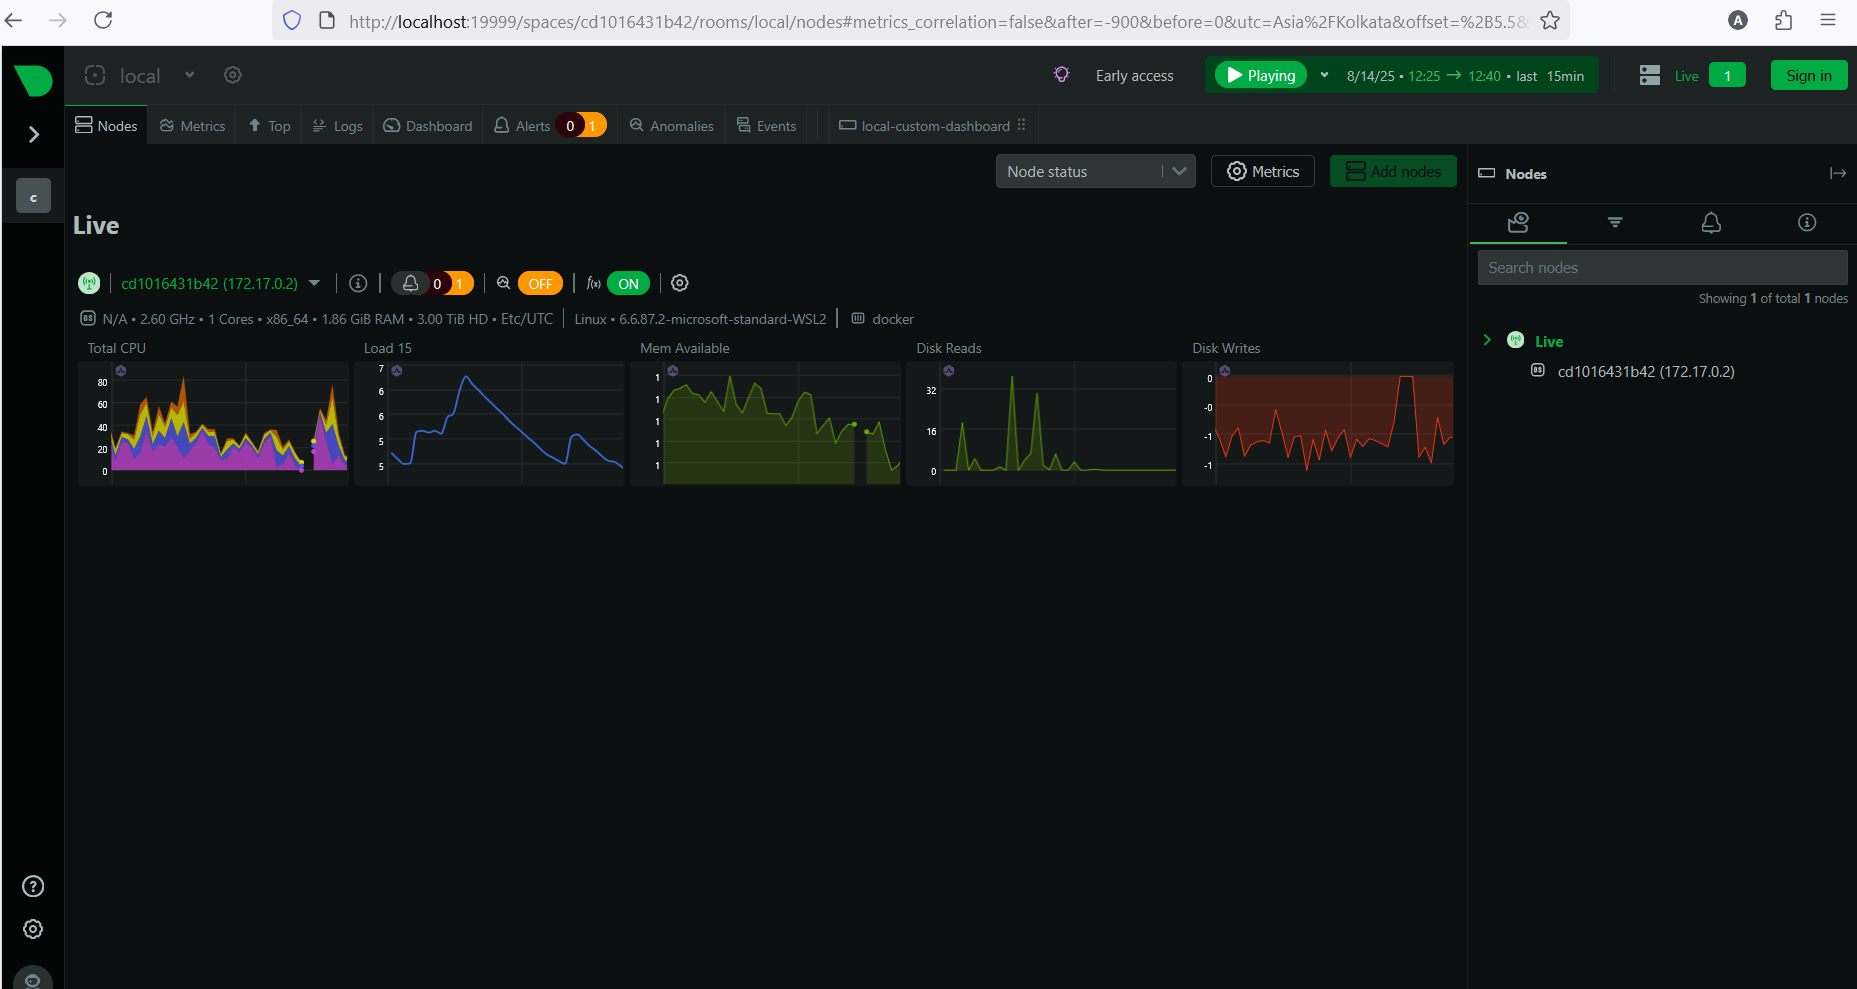 http://localhost:19999/spaces/cd1016431b42/rooms/local/nodes#metrics_correlation=false&after=-900&before=0&utc=Asia%2FKolkata&offset=%2B5.5&
A
local
Early access
Playing
8/14/25 • 12:25 → 12:40 • last 15min
Live
1
Sign in
Nodes
Metrics
Top
Logs
Dashboard
Alerts 0 1
Anomalies
Events
local-custom-dashboard
c
Node status
Metrics
Add nodes
Live
cd1016431b42 (172.17.0.2)
0 1
OFF
f(x) ON
OS N/A • 2.60 GHz • 1 Cores • x86_64 • 1.86 GiB RAM • 3.00 TiB HD • Etc/UTC
Linux • 6.6.87.2-microsoft-standard-WSL2
docker
Total CPU
80
60
40
20
0
Load 15
7
6
6
5
5
Mem Available
1
1
1
1
1
Disk Reads
32
16
0
Disk Writes
0
-0
-1
-1
Nodes
Search nodes
Showing 1 of total 1 nodes
Live
OS cd1016431b42 (172.17.0.2)